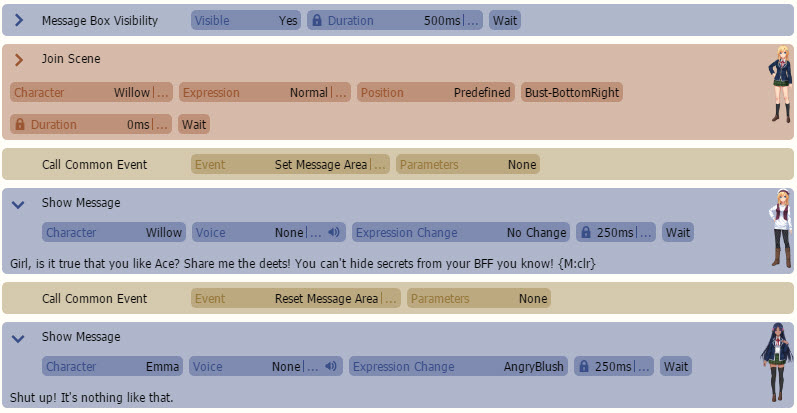 Message Box Visibility Visible Yes Duration 500ms|... Wait
Join Scene
Character Willow|... Expression Normal|... Position Predefined Bust-BottomRight
Duration 0ms|... Wait
Call Common Event Event Set Message Area|... Parameters None
Show Message
Character Willow Voice None|... Expression Change No Change 250ms|... Wait
Girl, is it true that you like Ace? Share me the deets! You can't hide secrets from your BFF you know! {M:clr}
Call Common Event Event Reset Message Area|... Parameters None
Show Message
Character Emma Voice None|... Expression Change AngryBlush 250ms|... Wait
Shut up! It's nothing like that.